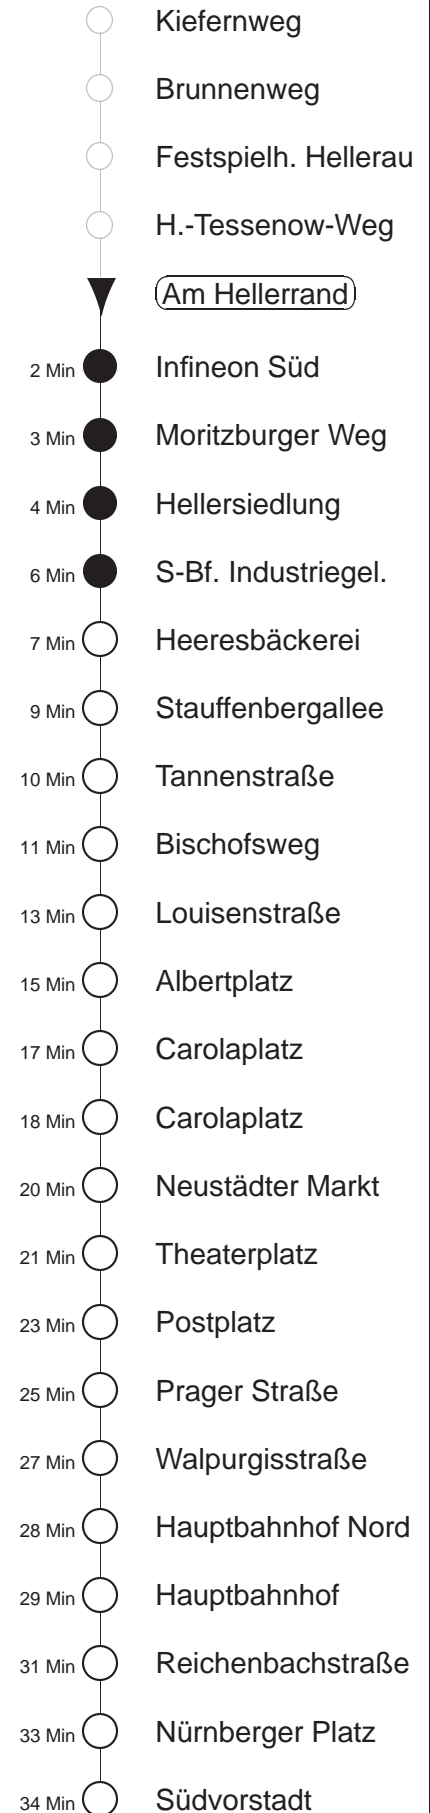 Kiefernweg
Brunnenweg
Festspielh. Hellerau
H.-Tessenow-Weg
Am Hellerrand
2 Min Infineon Süd
3 Min Moritzburger Weg
4 Min Hellersiedlung
6 Min S-Bf. Industriegel.
7 Min Heeresbäckerei
9 Min Stauffenbergallee
10 Min Tannenstraße
11 Min Bischofsweg
13 Min Louisenstraße
15 Min Albertplatz
17 Min Carolaplatz
18 Min Carolaplatz
20 Min Neustädter Markt
21 Min Theaterplatz
23 Min Postplatz
25 Min Prager Straße
27 Min Walpurgisstraße
28 Min Hauptbahnhof Nord
29 Min Hauptbahnhof
31 Min Reichenbachstraße
33 Min Nürnberger Platz
34 Min Südvorstadt